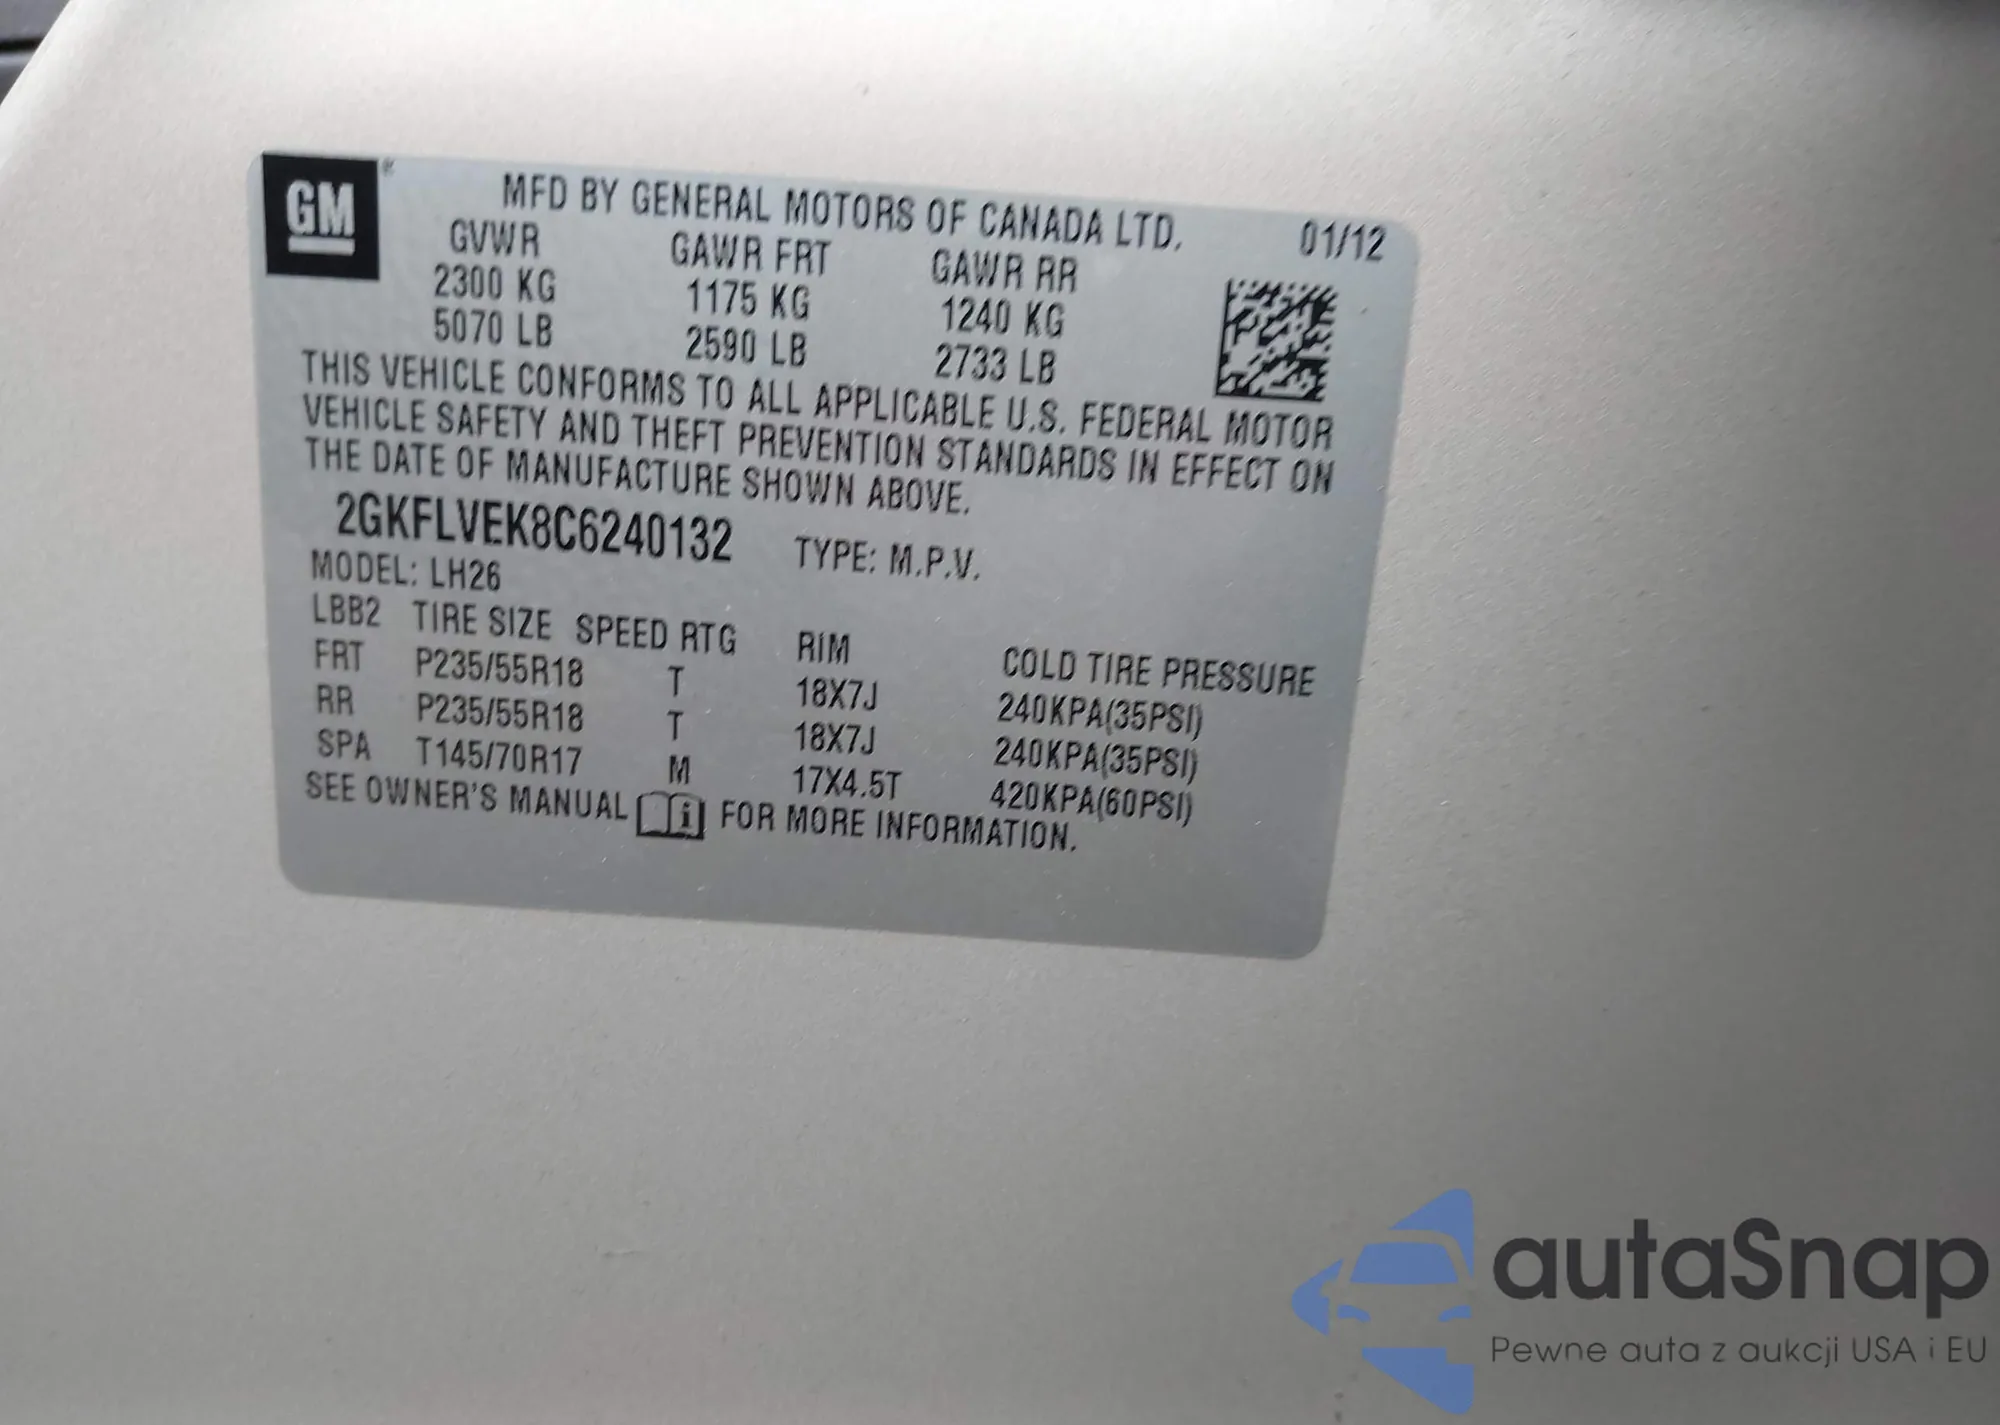 GM ®
MFD BY GENERAL MOTORS OF CANADA LTD. 01/12
GVWR GAWR FRT GAWR RR
2300 KG 1175 KG 1240 KG
5070 LB 2590 LB 2733 LB
THIS VEHICLE CONFORMS TO ALL APPLICABLE U.S. FEDERAL MOTOR
VEHICLE SAFETY AND THEFT PREVENTION STANDARDS IN EFFECT ON
THE DATE OF MANUFACTURE SHOWN ABOVE.
2GKFLVEK8C6240132 TYPE: M.P.V.
MODEL: LH26
LBB2 TIRE SIZE SPEED RTG RIM COLD TIRE PRESSURE
FRT P235/55R18 T 18X7J 240KPA(35PSI)
RR P235/55R18 T 18X7J 240KPA(35PSI)
SPA T145/70R17 M 17X4.5T 420KPA(60PSI)
SEE OWNER'S MANUAL i FOR MORE INFORMATION.
autaSnap
Pewne auta z aukcji USA i EU